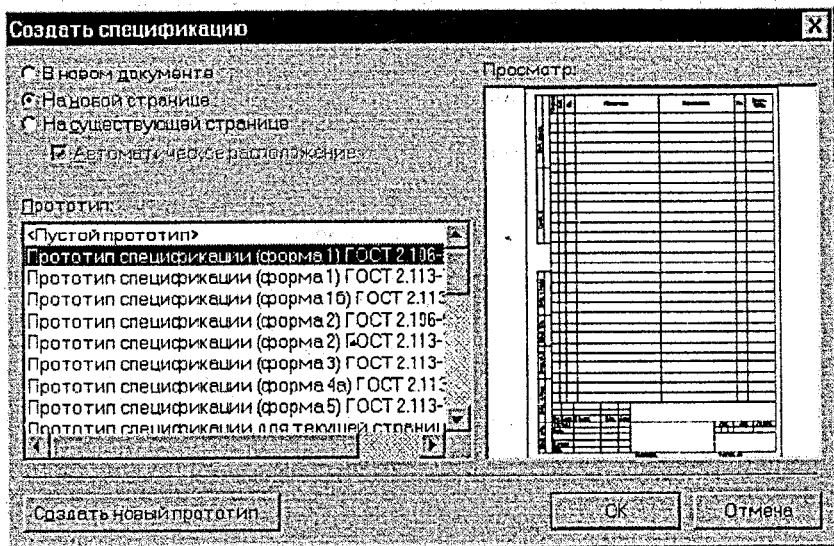 Создать спецификацию
В новом документе
На новой странице
На существующей странице
Автоматическое расположение
Просмотр:
Прототип:
<Пустой прототип>
Прототип спецификации (форма 1) ГОСТ 2.106-
Прототип спецификации (форма 1) ГОСТ 2.113-
Прототип спецификации (форма 1б) ГОСТ 2.113
Прототип спецификации (форма 2) ГОСТ 2.106-
Прототип спецификации (форма 2) ГОСТ 2.113-
Прототип спецификации (форма 3) ГОСТ 2.113-
Прототип спецификации (форма 4а) ГОСТ 2.113
Прототип спецификации (форма 5) ГОСТ 2.113-
Прототип спецификации для текущей страниц
Создать новый прототип
OK
Отмена